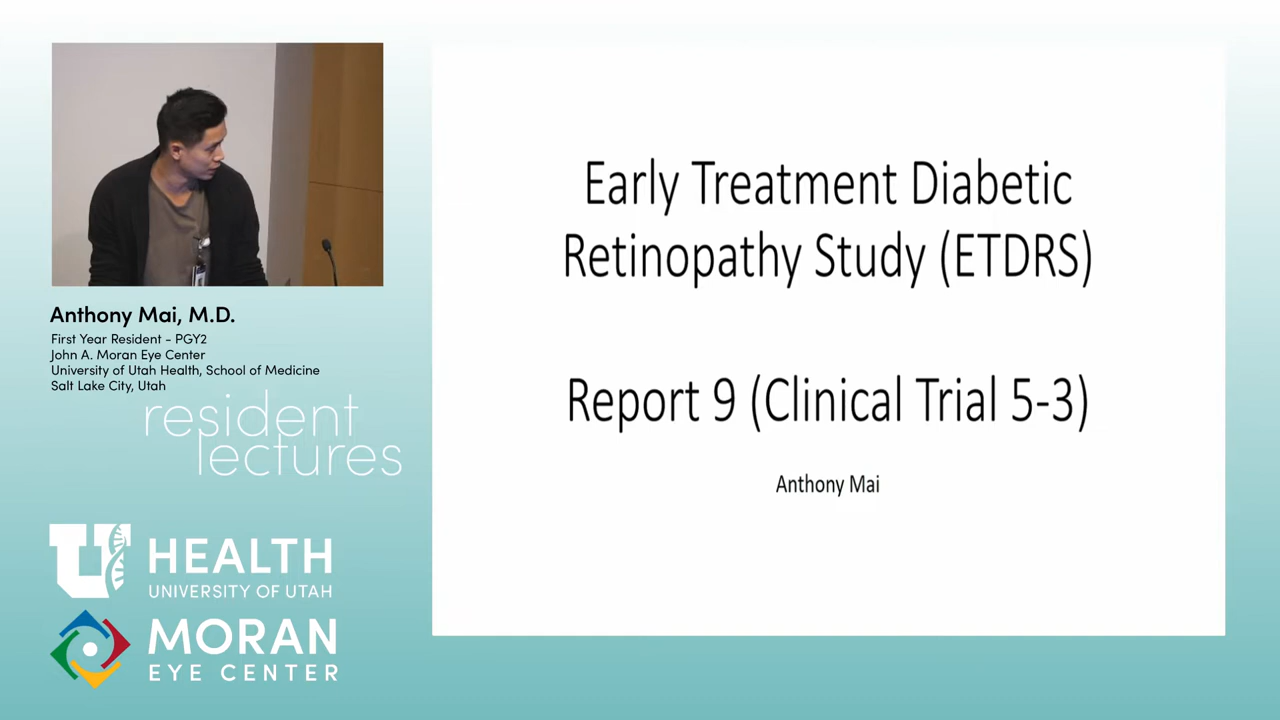 Anthony Mai, M.D.
First Year Resident - PGY2
John A. Moran Eye Center
University of Utah Health, School of Medicine
Salt Lake City, Utah
resident
lectures
U HEALTH
UNIVERSITY OF UTAH
MORAN
EYE CENTER
Early Treatment Diabetic
Retinopathy Study (ETDRS)
Report 9 (Clinical Trial 5-3)
Anthony Mai